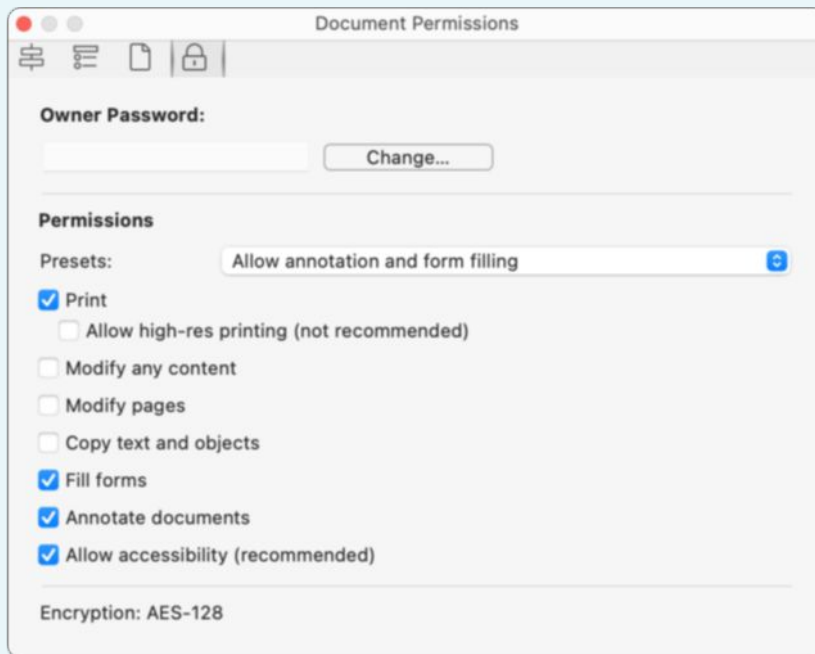 Document Permissions
Owner Password:
Change...
Permissions
Presets: Allow annotation and form filling
Print
Allow high-res printing (not recommended)
Modify any content
Modify pages
Copy text and objects
Fill forms
Annotate documents
Allow accessibility (recommended)
Encryption: AES-128